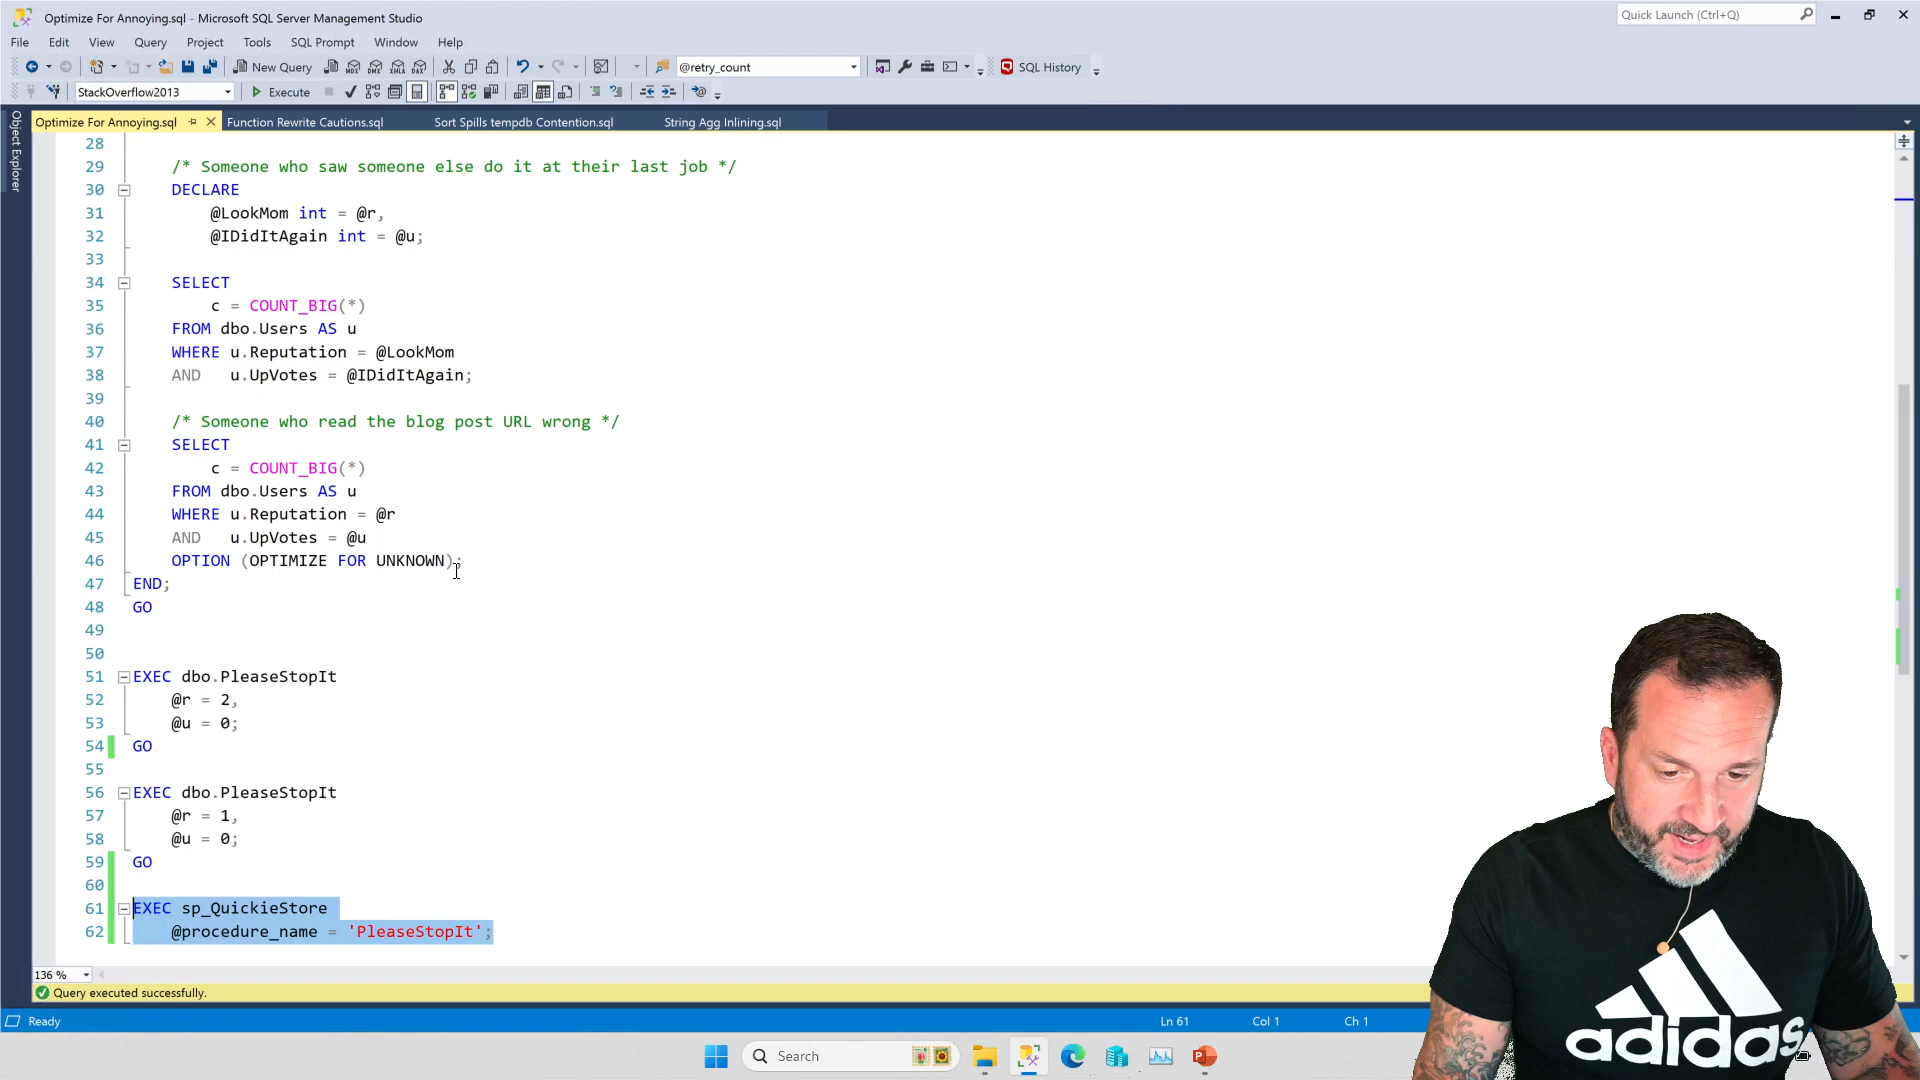 Optimize For Annoying.sql - Microsoft SQL Server Management Studio
Quick Launch (Ctrl+Q)
File Edit View Query Project Tools SQL Prompt Window Help
New Query
MDX DMX XMLA DAX
@retry_count
SQL History
StackOverflow2013
Execute
Optimize For Annoying.sql
Function Rewrite Cautions.sql
Sort Spills tempdb Contention.sql
String Agg Inlining.sql
Object Explorer
28
29 /* Someone who saw someone else do it at their last job */
30 DECLARE
31 @LookMom int = @r,
32 @IDidItAgain int = @u;
33
34 SELECT
35 c = COUNT_BIG(*)
36 FROM dbo.Users AS u
37 WHERE u.Reputation = @LookMom
38 AND u.UpVotes = @IDidItAgain;
39
40 /* Someone who read the blog post URL wrong */
41 SELECT
42 c = COUNT_BIG(*)
43 FROM dbo.Users AS u
44 WHERE u.Reputation = @r
45 AND u.UpVotes = @u
46 OPTION (OPTIMIZE FOR UNKNOWN);
47 END;
48 GO
49
50
51 EXEC dbo.PleaseStopIt
52 @r = 2,
53 @u = 0;
54 GO
55
56 EXEC dbo.PleaseStopIt
57 @r = 1,
58 @u = 0;
59 GO
60
61 EXEC sp_QuickieStore
62 @procedure_name = 'PleaseStopIt';
136 %
Query executed successfully.
Ready
Ln 61 Col 1 Ch 1
Search
adidas